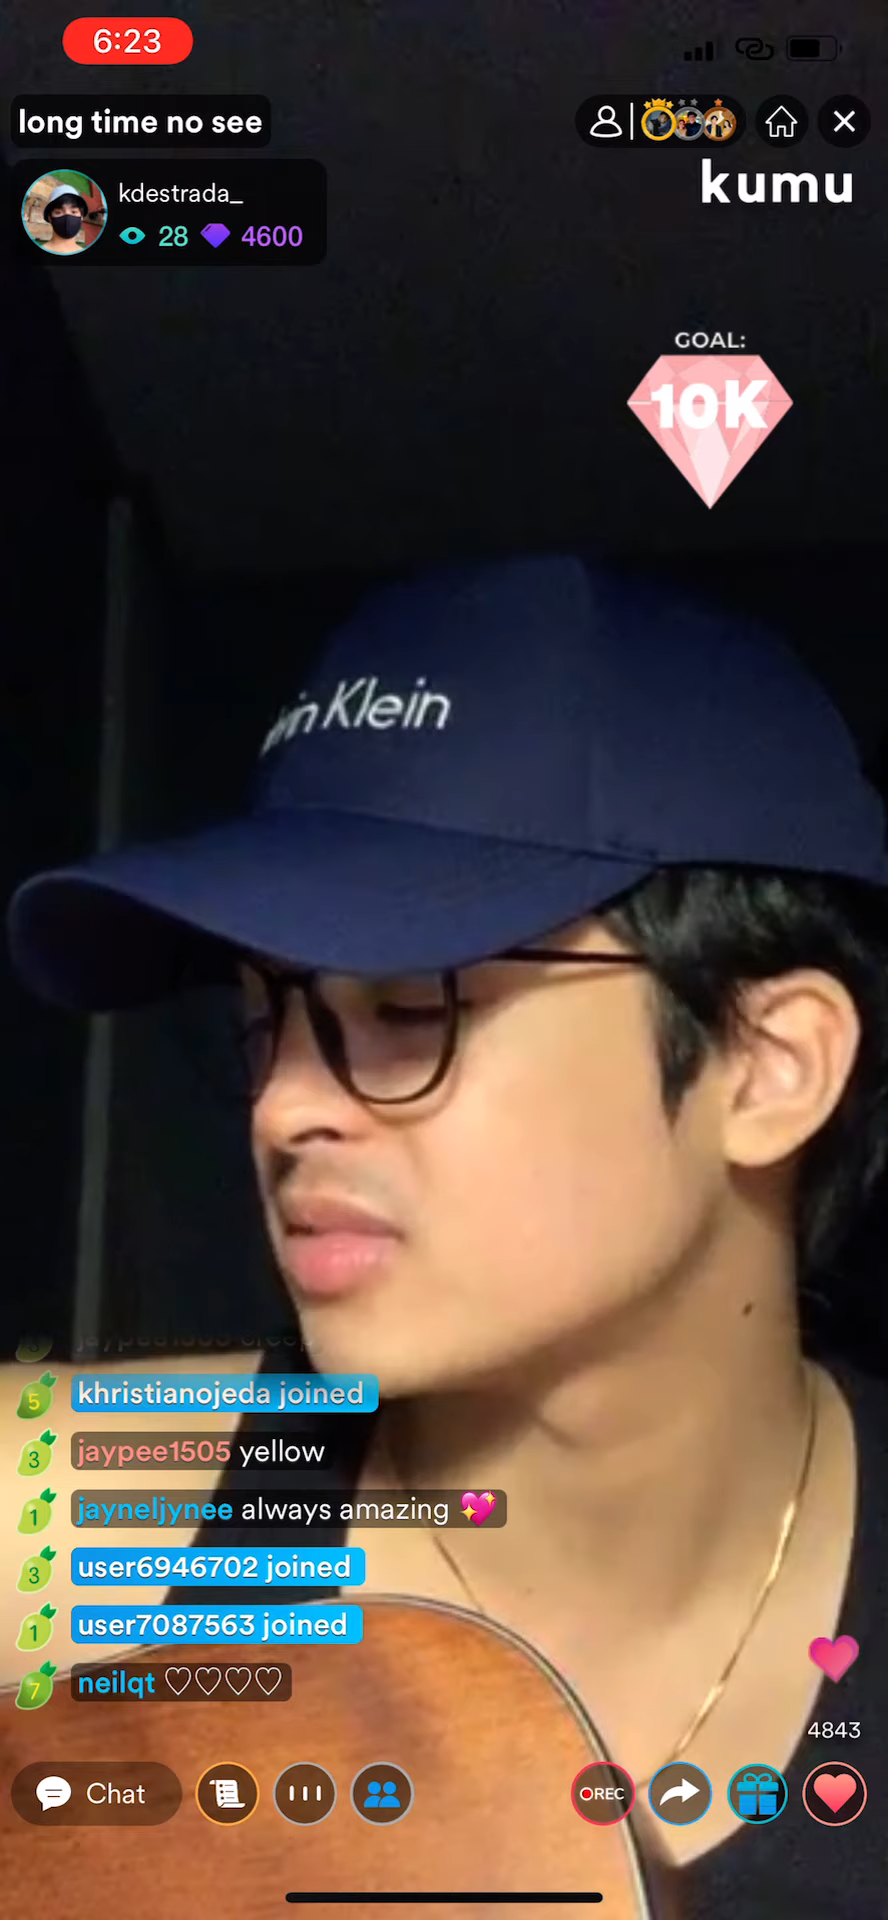 6:23
long time no see
kumu
kdestrada_
28 4600
GOAL:
10K
Klein
khristianojeda joined
3 jaypee1505 yellow
1 jayneljynee always amazing 💖
3 user6946702 joined
1 user7087563 joined
7 neilqt ♡♡♡♡
5
4843
Chat
REC